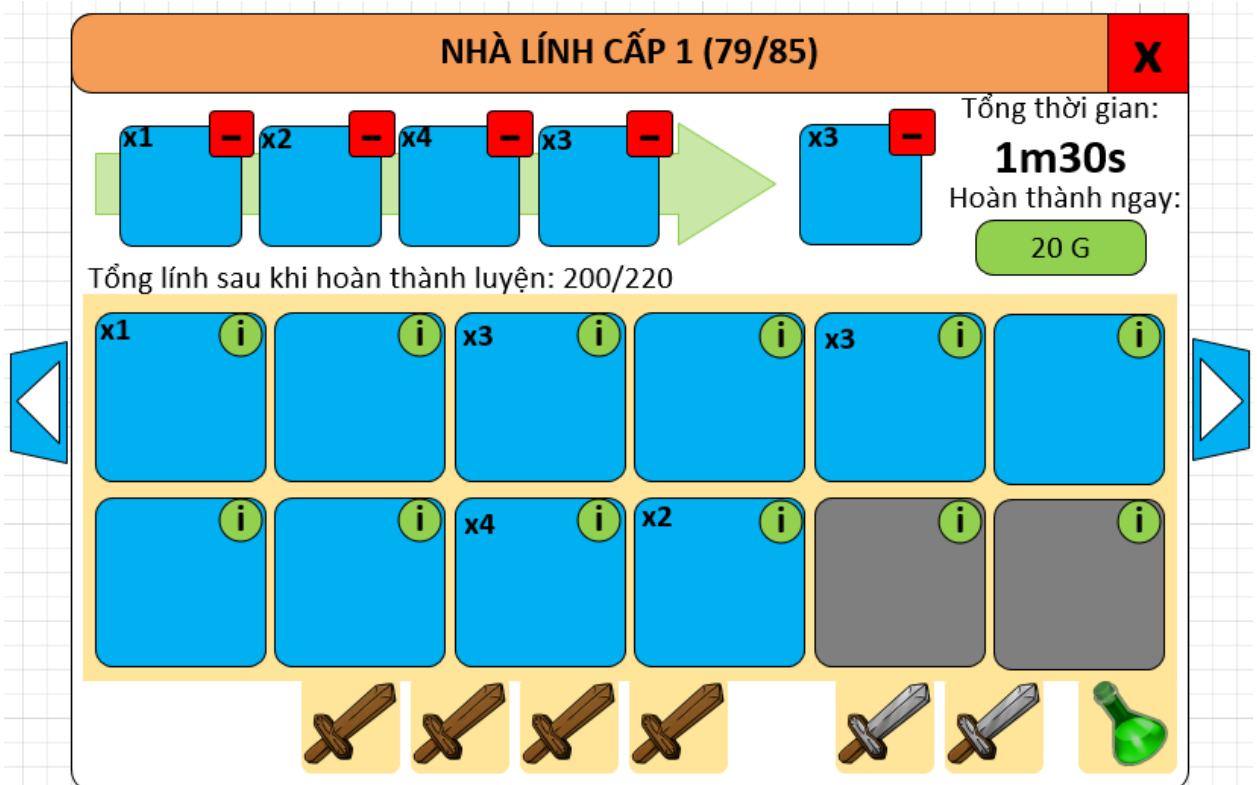 NHÀ LÍNH CẤP 1 (79/85)
X
x1
–
x2
–
x4
–
x3
–
x3
–
Tổng thời gian:
1m30s
Hoàn thành ngay:
20 G
Tổng lính sau khi hoàn thành luyện: 200/220
x1 i i x3 i i x3 i i
i i x4 i x2 i i i